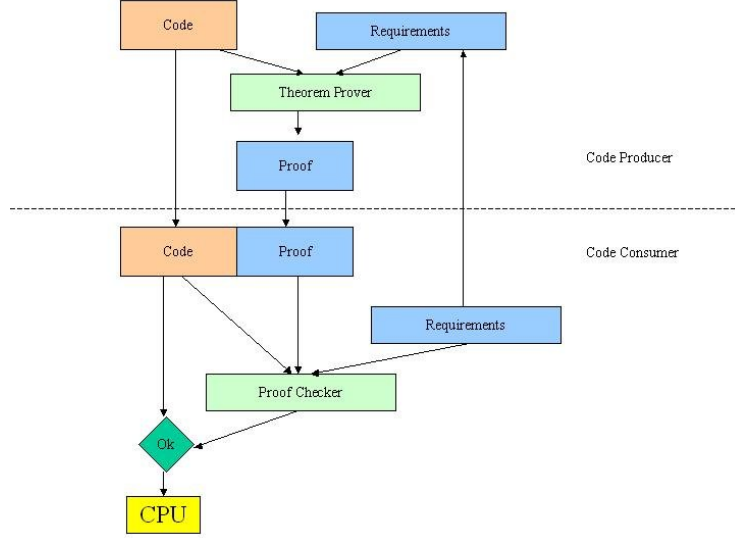 Code
Requirements
Theorem Prover
Proof
Code Producer
Code
Proof
Code Consumer
Requirements
Proof Checker
Ok
CPU